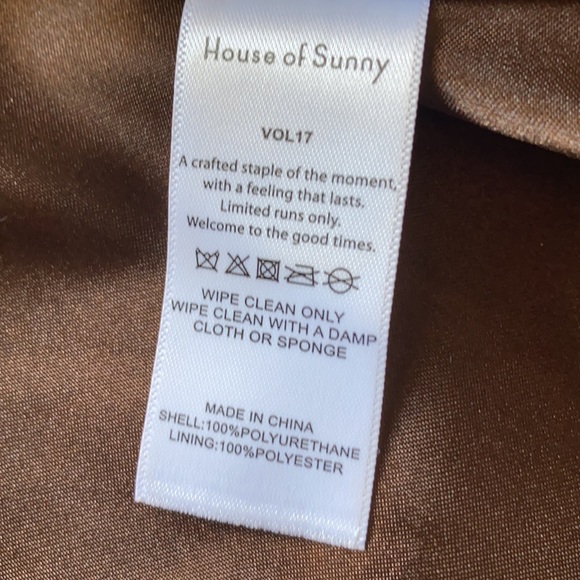 House of Sunny
VOL17
A crafted staple of the moment,
with a feeling that lasts.
Limited runs only.
Welcome to the good times.
WIPE CLEAN ONLY
WIPE CLEAN WITH A DAMP
CLOTH OR SPONGE
MADE IN CHINA
SHELL:100%POLYURETHANE
LINING:100%POLYESTER